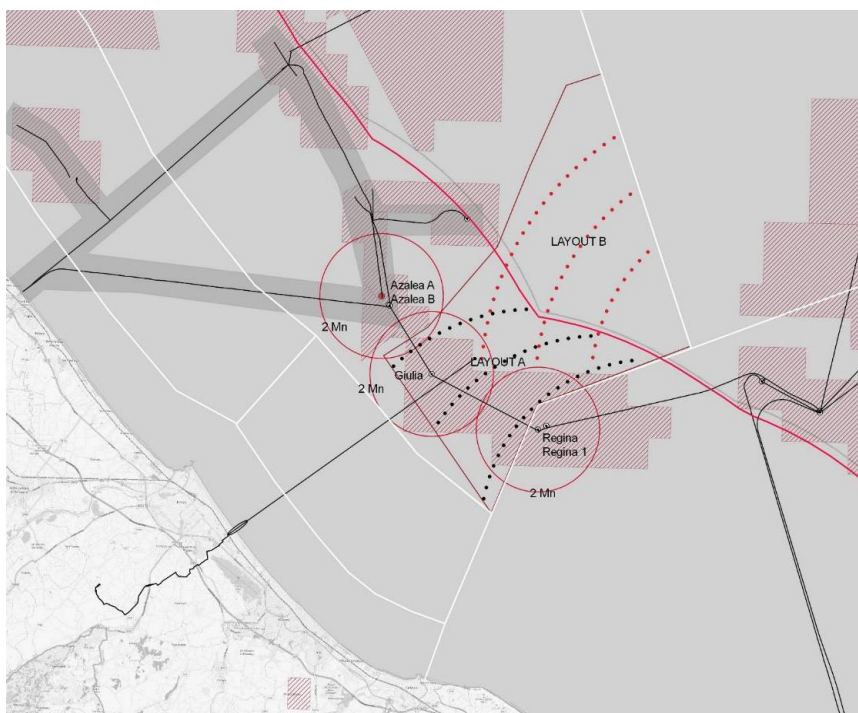 LAYOUT B
Azalea A
Azalea B
2 Mn
LAYOUT A
Giulia
2 Mn
Regina
Regina 1
2 Mn